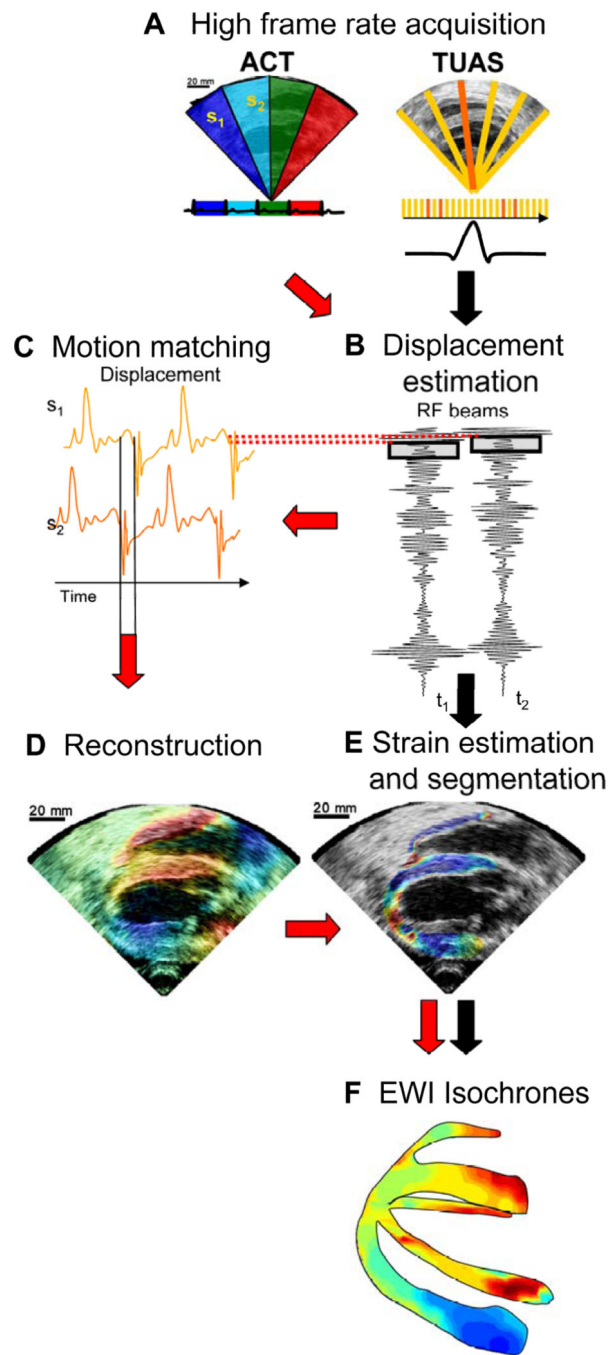 A High frame rate acquisition
ACT
TUAS
20 mm
s1
s2
C Motion matching
Displacement
s1
s2
Time
B Displacement
estimation
RF beams
t1
t2
D Reconstruction
20 mm
E Strain estimation
and segmentation
20 mm
F EWI Isochrones